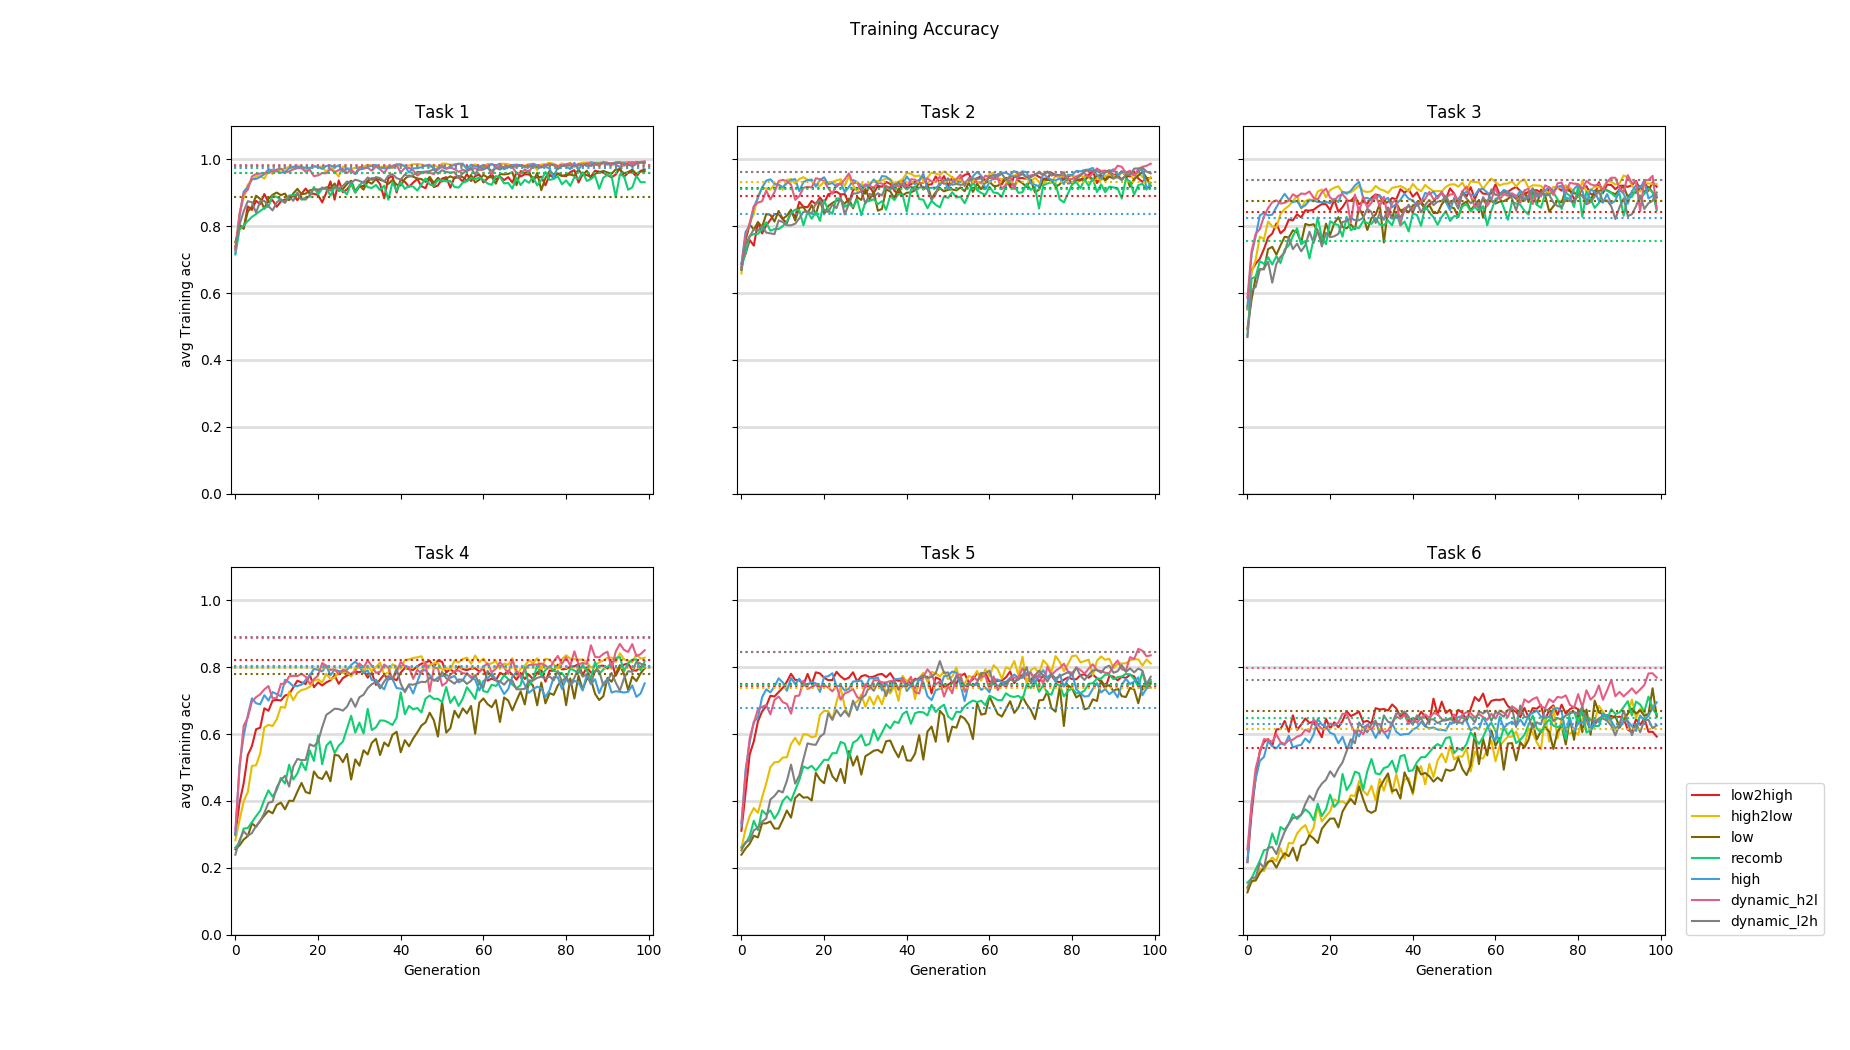 Training Accuracy
Task 1
Task 2
Task 3
avg Training acc
1.0
0.8
0.6
0.4
0.2
0.0
Task 4
Task 5
Task 6
avg Training acc
1.0
0.8
0.6
0.4
0.2
0.0
0 20 40 60 80 100
0 20 40 60 80 100
0 20 40 60 80 100
Generation
Generation
Generation
low2high
high2low
low
recomb
high
dynamic_h2l
dynamic_l2h